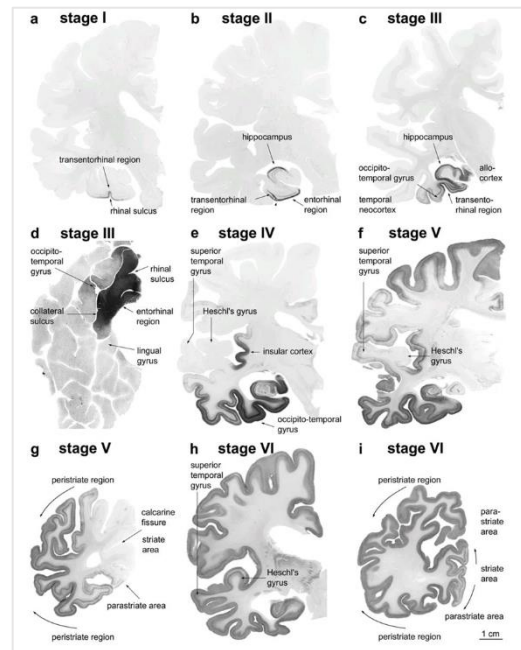 a stage I
transentorhinal region
rhinal sulcus
b stage II
hippocampus
transentorhinal
region
entorhinal
region
c stage III
hippocampus
occipito-
temporal gyrus
allo-
cortex
temporal
neocortex
transento-
rhinal region
d stage III
occipito-
temporal
gyrus
rhinal
sulcus
collateral
sulcus
entorhinal
region
lingual
gyrus
e stage IV
superior
temporal
gyrus
Heschl's gyrus
insular cortex
occipito-temporal
gyrus
f stage V
superior
temporal
gyrus
Heschl's
gyrus
g stage V
peristriate region
calcarine
fissure
striate
area
parastriate area
peristriate region
h stage VI
superior
temporal
gyrus
Heschl's
gyrus
i stage VI
peristriate region
para-
striate
area
striate
area
parastriate area
peristriate region
1 cm